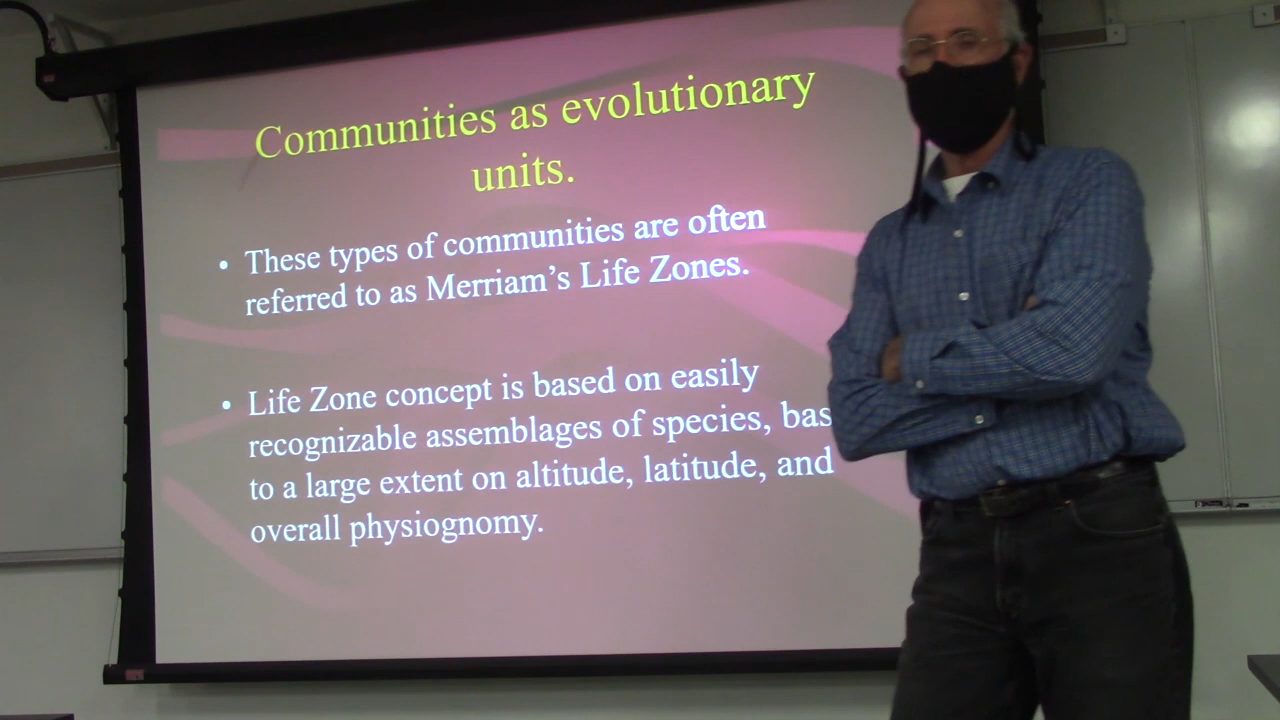 Communities as evolutionary
units.
• These types of communities are often
referred to as Merriam’s Life Zones.
• Life Zone concept is based on easily
recognizable assemblages of species, bas
to a large extent on altitude, latitude, and
overall physiognomy.